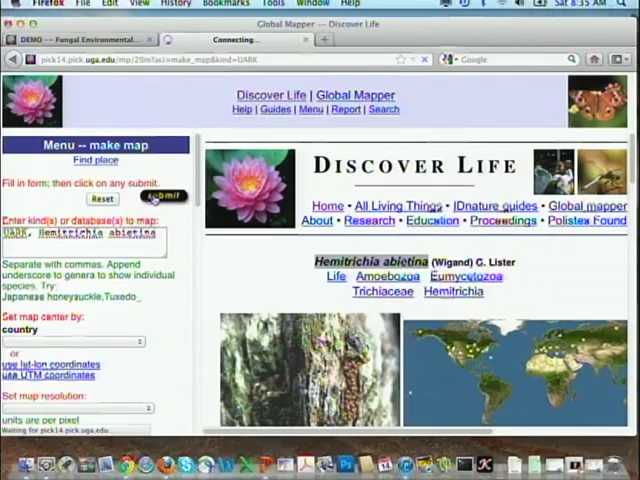 Firefox File Edit View History Bookmarks Tools Window Help Sat 8:35 AM
Global Mapper -- Discover Life
DEMO -- Fungal Environmental...
Connecting...
pick14.pick.uga.edu/mp/20m?act=make_map&kind=UARK
Google
Discover Life | Global Mapper
Help | Guides | Menu | Report | Search
Menu -- make map
Find place
Fill in form; then click on any submit.
Reset
submit
Enter kind(s) or database(s) to map:
UARK, Hemitrichia abietina
Separate with commas. Append
underscore to genera to show individual
species. Try:
Japanese honeysuckle,Tuxedo_
Set map center by:
country
or
use lat-lon coordinates
use UTM coordinates
Set map resolution:
units are per pixel
Waiting for pick14.pick.uga.edu...
DISCOVER LIFE
Home • All Living Things • IDnature guides • Global mapper
About • Research • Education • Proceedings • Polistes Found
Hemitrichia abietina (Wigand) G. Lister
Life Amoebozoa Eumycetozoa
Trichiaceae Hemitrichia